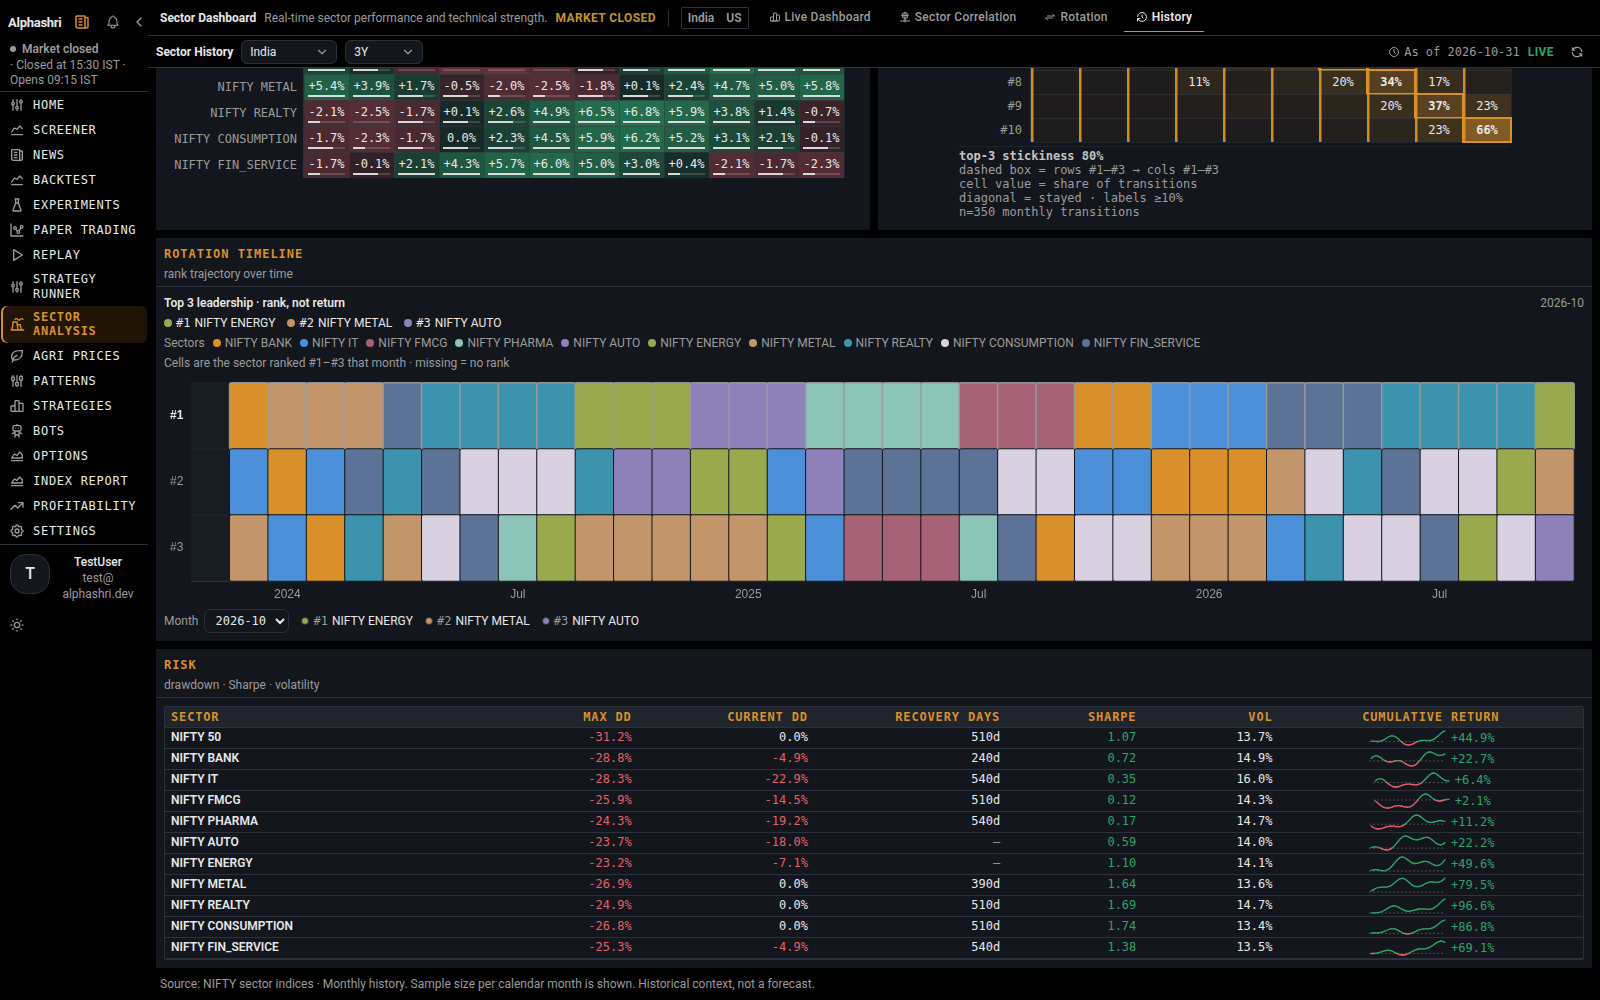 Alphashri
Market closed
· Closed at 15:30 IST ·
Opens 09:15 IST
HOME
SCREENER
NEWS
BACKTEST
EXPERIMENTS
PAPER TRADING
REPLAY
STRATEGY
RUNNER
SECTOR
ANALYSIS
AGRI PRICES
PATTERNS
STRATEGIES
BOTS
OPTIONS
INDEX REPORT
PROFITABILITY
SETTINGS
T
TestUser
test@
alphashri.dev
Sector Dashboard Real-time sector performance and technical strength. MARKET CLOSED India US Live Dashboard Sector Correlation Rotation History
Sector History India 3Y As of 2026-10-31 LIVE
NIFTY METAL +5.4% +3.9% +1.7% -0.5% -2.0% -2.5% -1.8% +0.1% +2.4% +4.7% +5.0% +5.8%
NIFTY REALTY -2.1% -2.5% -1.7% +0.1% +2.6% +4.9% +6.5% +6.8% +5.9% +3.8% +1.4% -0.7%
NIFTY CONSUMPTION -1.7% -2.3% -1.7% 0.0% +2.3% +4.5% +5.9% +6.2% +5.2% +3.1% +2.1% -0.1%
NIFTY FIN_SERVICE -1.7% -0.1% +2.1% +4.3% +5.7% +6.0% +5.0% +3.0% +0.4% -2.1% -1.7% -2.3%
#8 11% 20% 34% 17%
#9 20% 37% 23%
#10 23% 66%
top-3 stickiness 80%
dashed box = rows #1–#3 → cols #1–#3
cell value = share of transitions
diagonal = stayed · labels ≥10%
n=350 monthly transitions
ROTATION TIMELINE
rank trajectory over time
Top 3 leadership · rank, not return 2026-10
#1 NIFTY ENERGY #2 NIFTY METAL #3 NIFTY AUTO
Sectors NIFTY BANK NIFTY IT NIFTY FMCG NIFTY PHARMA NIFTY AUTO NIFTY ENERGY NIFTY METAL NIFTY REALTY NIFTY CONSUMPTION NIFTY FIN_SERVICE
Cells are the sector ranked #1–#3 that month · missing = no rank
#1
#2
#3
2024 Jul 2025 Jul 2026 Jul
Month 2026-10 #1 NIFTY ENERGY #2 NIFTY METAL #3 NIFTY AUTO
RISK
drawdown · Sharpe · volatility
SECTOR MAX DD CURRENT DD RECOVERY DAYS SHARPE VOL CUMULATIVE RETURN
NIFTY 50 -31.2% 0.0% 510d 1.07 13.7% +44.9%
NIFTY BANK -28.8% -4.9% 240d 0.72 14.9% +22.7%
NIFTY IT -28.3% -22.9% 540d 0.35 16.0% +6.4%
NIFTY FMCG -25.9% -14.5% 510d 0.12 14.3% +2.1%
NIFTY PHARMA -24.3% -19.2% 540d 0.17 14.7% +11.2%
NIFTY AUTO -23.7% -18.0% – 0.59 14.0% +22.2%
NIFTY ENERGY -23.2% -7.1% – 1.10 14.1% +49.6%
NIFTY METAL -26.9% 0.0% 390d 1.64 13.6% +79.5%
NIFTY REALTY -24.9% 0.0% 510d 1.69 14.7% +96.6%
NIFTY CONSUMPTION -26.8% 0.0% 510d 1.74 13.4% +86.8%
NIFTY FIN_SERVICE -25.3% -4.9% 540d 1.38 13.5% +69.1%
Source: NIFTY sector indices · Monthly history. Sample size per calendar month is shown. Historical context, not a forecast.